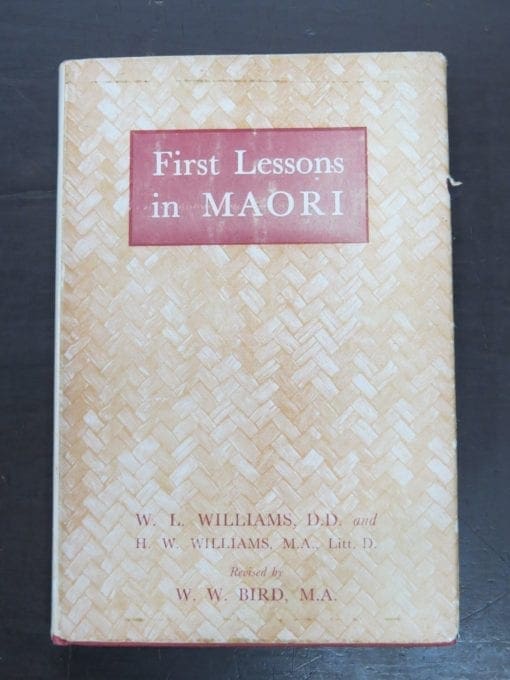 First Lessons
in MAORI
W. L. WILLIAMS, D.D. and
H. W. WILLIAMS, M.A., Litt. D.
Revised by
W. W. BIRD, M.A.